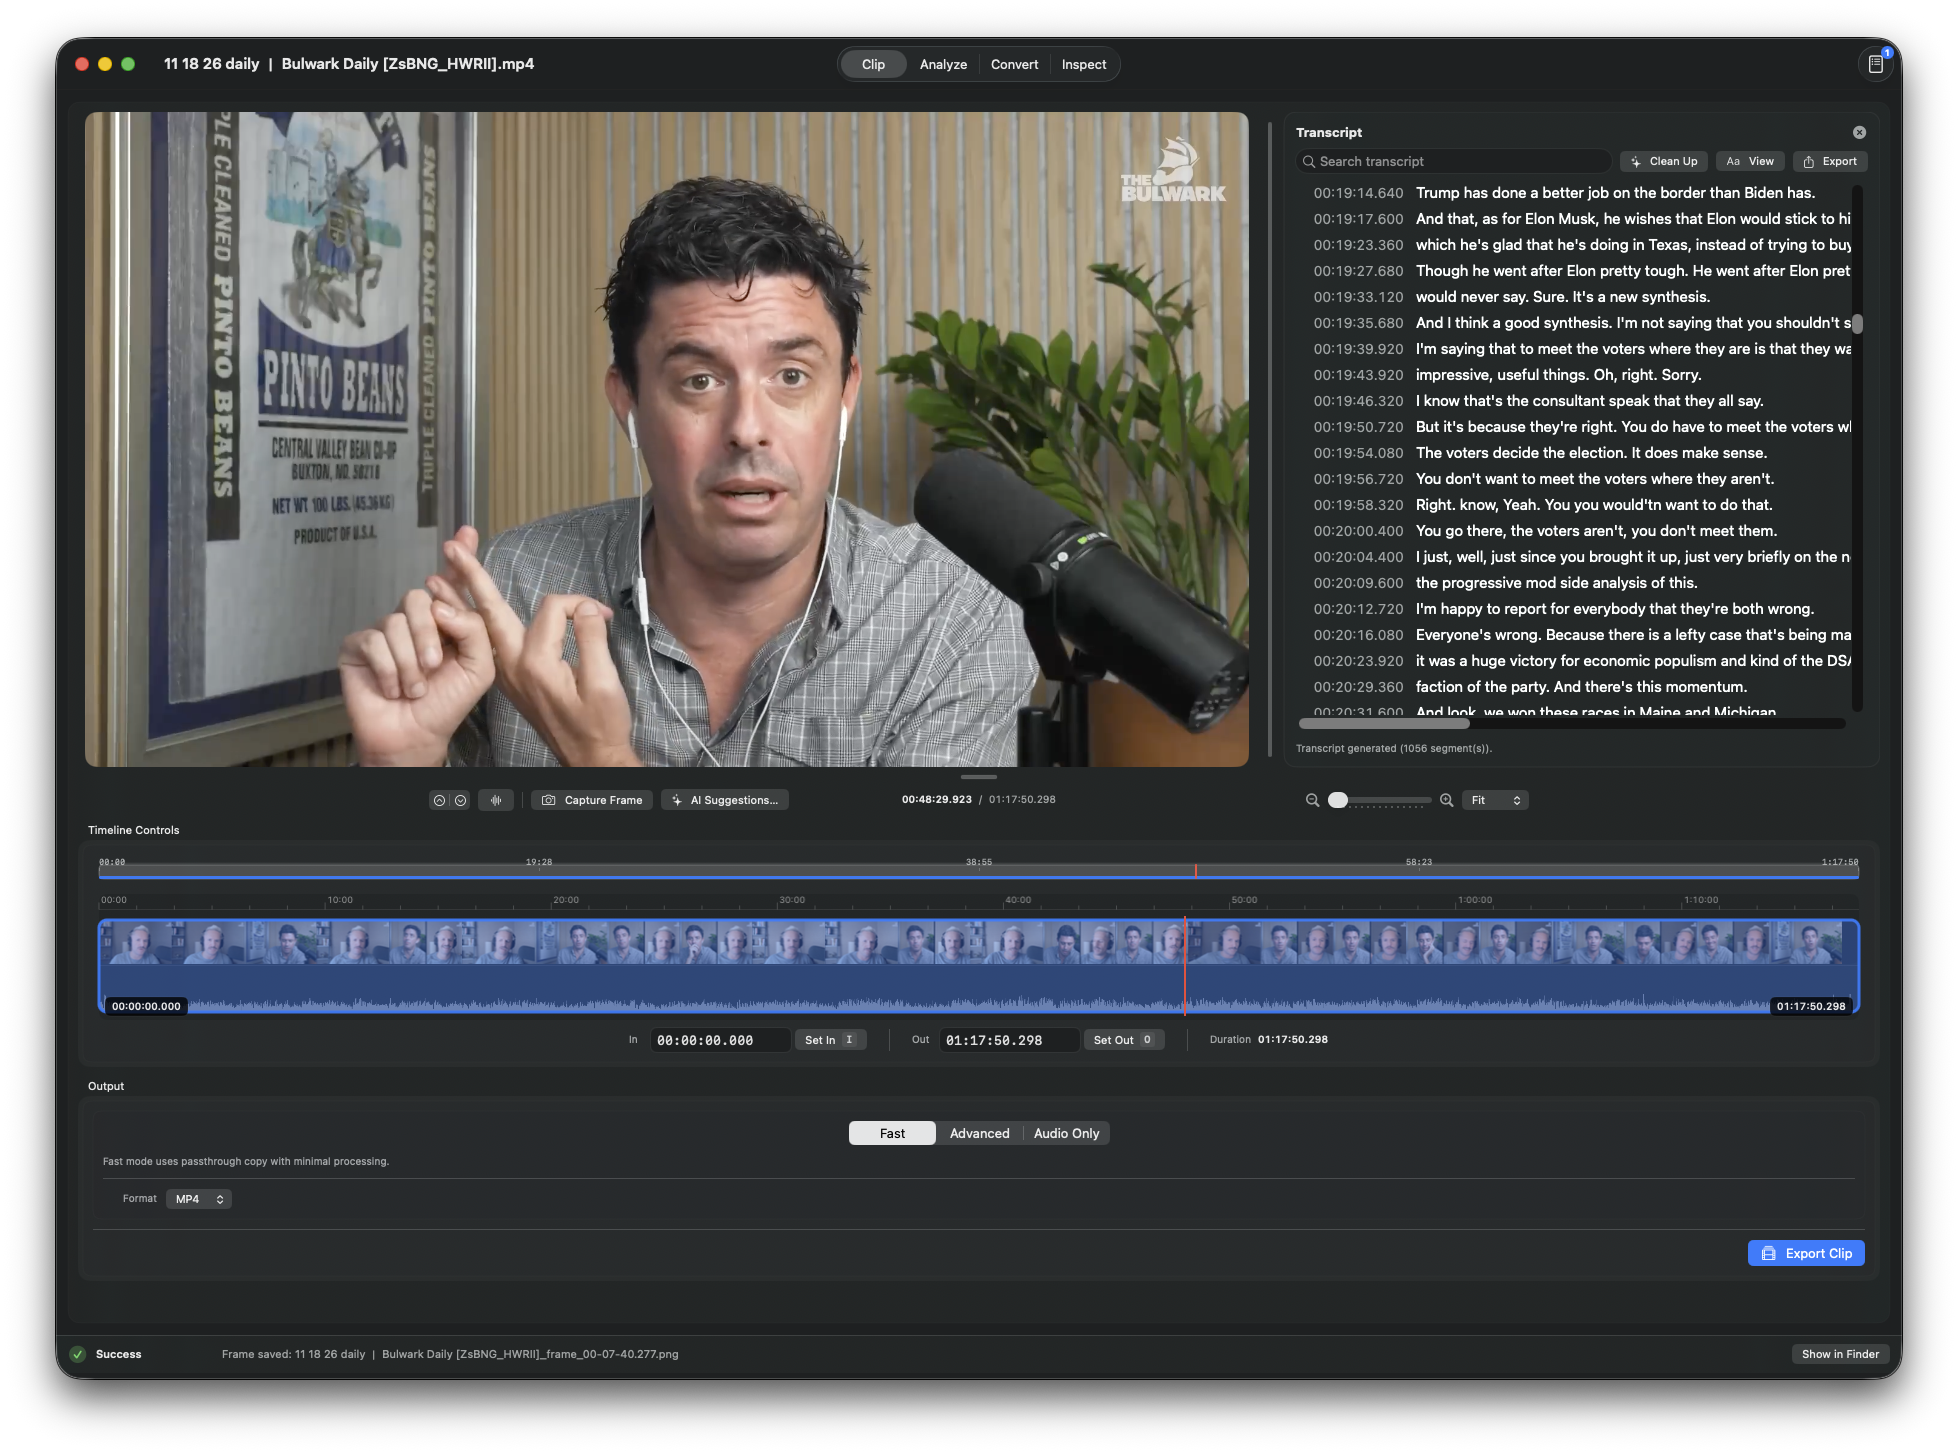 11 18 26 daily | Bulwark Daily [ZsBNG_HWRII].mp4
Clip
Analyze
Convert
Inspect
1
PLE CLEANED PINTO BEANS
TRIPLE CLEANED PINTO BEANS
PINTO BEANS
CENTRAL VALLEY BEAN CO-OP
BUXTON, ND. 58218
NET WT 100 LBS. (45.36 KG)
PRODUCT OF U.S.A.
THE
BULWARK
Transcript
Search transcript
Clean Up
Aa View
Export
00:19:14.640 Trump has done a better job on the border than Biden has.
00:19:17.600 And that, as for Elon Musk, he wishes that Elon would stick to hi
00:19:23.360 which he's glad that he's doing in Texas, instead of trying to buy
00:19:27.680 Though he went after Elon pretty tough. He went after Elon pret
00:19:33.120 would never say. Sure. It's a new synthesis.
00:19:35.680 And I think a good synthesis. I'm not saying that you shouldn't s
00:19:39.920 I'm saying that to meet the voters where they are is that they wa
00:19:43.920 impressive, useful things. Oh, right. Sorry.
00:19:46.320 I know that's the consultant speak that they all say.
00:19:50.720 But it's because they're right. You do have to meet the voters wh
00:19:54.080 The voters decide the election. It does make sense.
00:19:56.720 You don't want to meet the voters where they aren't.
00:19:58.320 Right. know, Yeah. You you would'tn want to do that.
00:20:00.400 You go there, the voters aren't, you don't meet them.
00:20:04.400 I just, well, just since you brought it up, just very briefly on the n
00:20:09.600 the progressive mod side analysis of this.
00:20:12.720 I'm happy to report for everybody that they're both wrong.
00:20:16.080 Everyone's wrong. Because there is a lefty case that's being ma
00:20:23.920 it was a huge victory for economic populism and kind of the DSA
00:20:29.360 faction of the party. And there's this momentum.
00:20:31.600 And look, we won these races in Maine and Michigan
Transcript generated (1056 segment(s)).
Capture Frame
AI Suggestions...
00:48:29.923 / 01:17:50.298
Fit
Timeline Controls
00:00 19:28 38:55 58:23 1:17:50
00:00 10:00 20:00 30:00 40:00 50:00 1:00:00 1:10:00
00:00:00.000
01:17:50.298
In 00:00:00.000 Set In I
Out 01:17:50.298 Set Out O
Duration 01:17:50.298
Output
Fast
Advanced
Audio Only
Fast mode uses passthrough copy with minimal processing.
Format MP4
Export Clip
Success
Frame saved: 11 18 26 daily | Bulwark Daily [ZsBNG_HWRII]_frame_00-07-40.277.png
Show in Finder